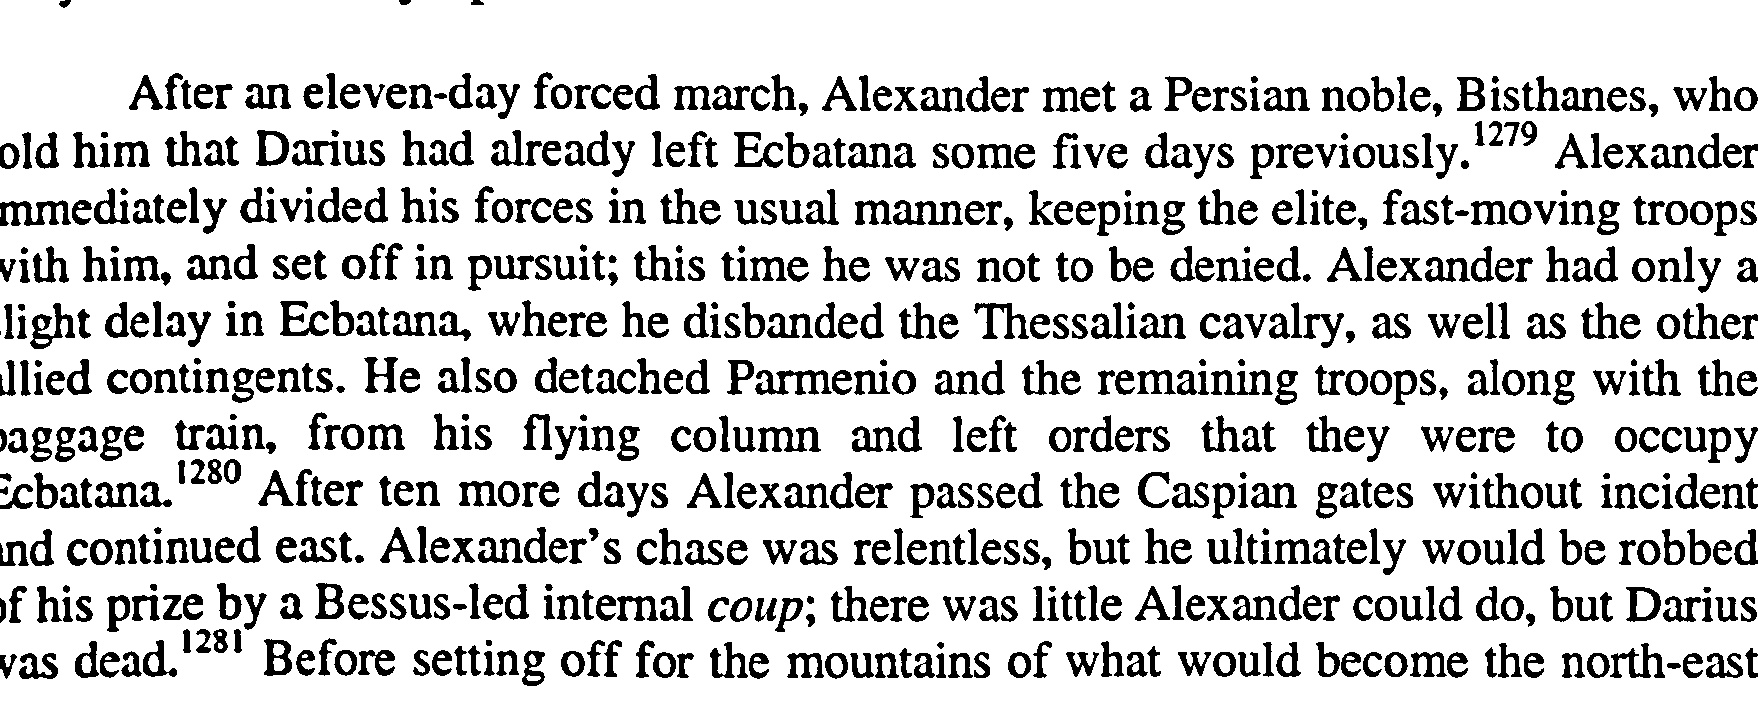 After an eleven-day forced march, Alexander met a Persian noble, Bisthanes, who
old him that Darius had already left Ecbatana some five days previously.1279 Alexander
mmediately divided his forces in the usual manner, keeping the elite, fast-moving troops
with him, and set off in pursuit; this time he was not to be denied. Alexander had only a
light delay in Ecbatana, where he disbanded the Thessalian cavalry, as well as the other
llied contingents. He also detached Parmenio and the remaining troops, along with the
baggage train, from his flying column and left orders that they were to occupy
Ecbatana.1280 After ten more days Alexander passed the Caspian gates without incident
and continued east. Alexander's chase was relentless, but he ultimately would be robbed
of his prize by a Bessus-led internal coup; there was little Alexander could do, but Darius
was dead.1281 Before setting off for the mountains of what would become the north-east